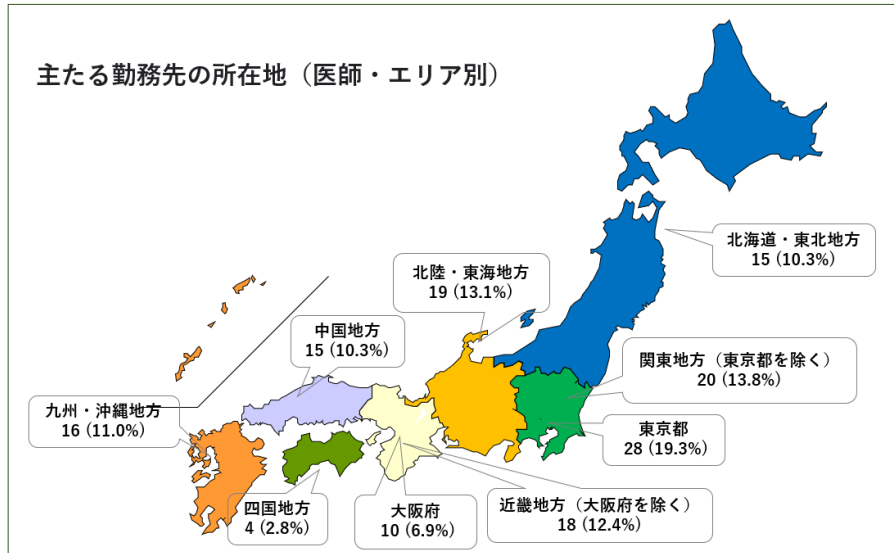 主たる勤務先の所在地（医師・エリア別）
北海道・東北地方
15 (10.3%)
北陸・東海地方
19 (13.1%)
中国地方
15 (10.3%)
関東地方（東京都を除く）
20 (13.8%)
九州・沖縄地方
16 (11.0%)
東京都
28 (19.3%)
四国地方
4 (2.8%)
大阪府
10 (6.9%)
近畿地方（大阪府を除く）
18 (12.4%)